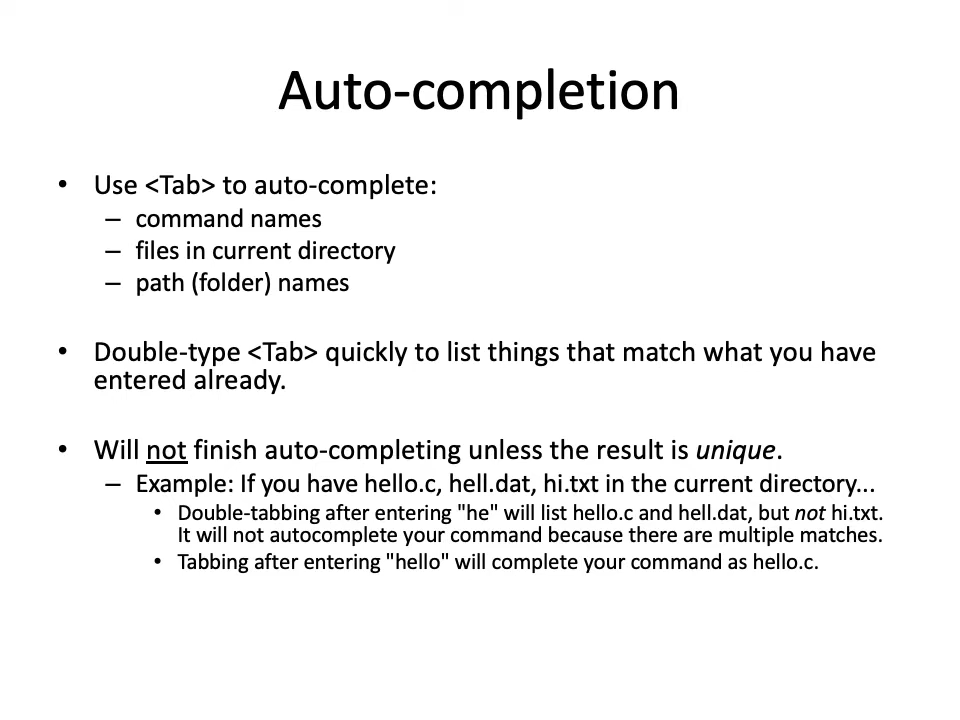 Auto-completion
• Use <Tab> to auto-complete:
– command names
– files in current directory
– path (folder) names
• Double-type <Tab> quickly to list things that match what you have
entered already.
• Will not finish auto-completing unless the result is unique.
– Example: If you have hello.c, hell.dat, hi.txt in the current directory...
• Double-tabbing after entering "he" will list hello.c and hell.dat, but not hi.txt.
It will not autocomplete your command because there are multiple matches.
• Tabbing after entering "hello" will complete your command as hello.c.